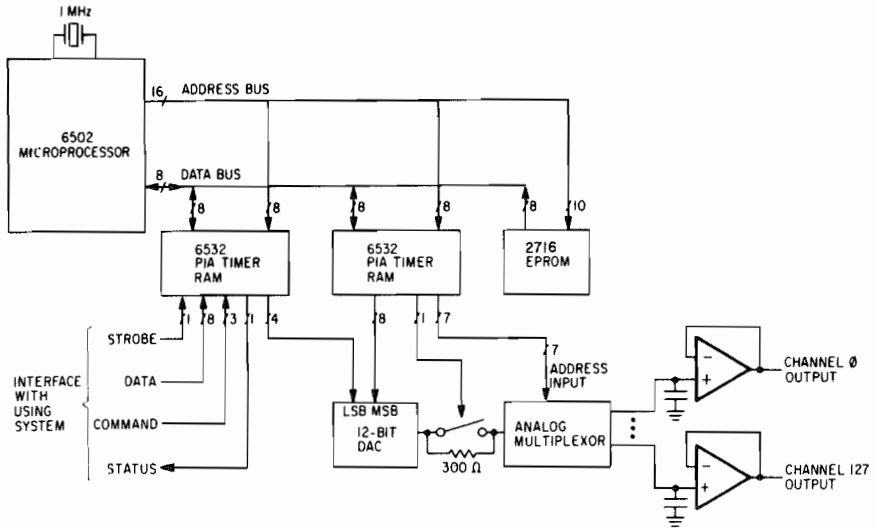 1 MHz
6502
MICROPROCESSOR
16
ADDRESS BUS
8
DATA BUS
8
8
8
8
8
10
6532
PIA TIMER
RAM
6532
PIA TIMER
RAM
2716
EPROM
1
8
3
1
4
8
1
7
INTERFACE
WITH
USING
SYSTEM
STROBE
DATA
COMMAND
STATUS
7
ADDRESS
INPUT
LSB MSB
12-BIT
DAC
300 Ω
ANALOG
MULTIPLEXOR
-
+
CHANNEL 0
OUTPUT
-
+
CHANNEL 127
OUTPUT